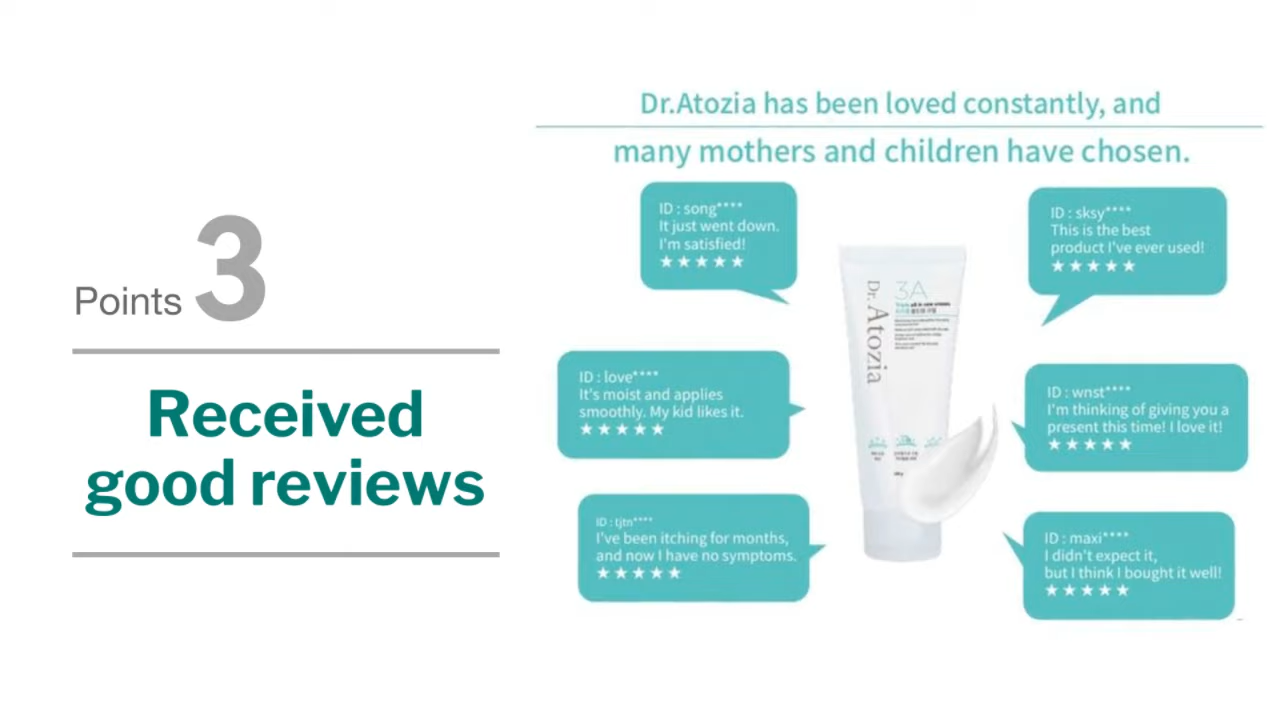 Points 3
Received
good reviews
Dr.Atozia has been loved constantly, and
many mothers and children have chosen.
ID : song****
It just went down.
I'm satisfied!
★★★★★
ID : sksy****
This is the best
product I've ever used!
★★★★★
Dr. Atozia
3A
ID : love****
It's moist and applies
smoothly. My kid likes it.
★★★★★
ID : wnst****
I'm thinking of giving you a
present this time! I love it!
★★★★★
ID : tjtn****
I've been itching for months,
and now I have no symptoms.
★★★★★
ID : maxi****
I didn't expect it,
but I think I bought it well!
★★★★★